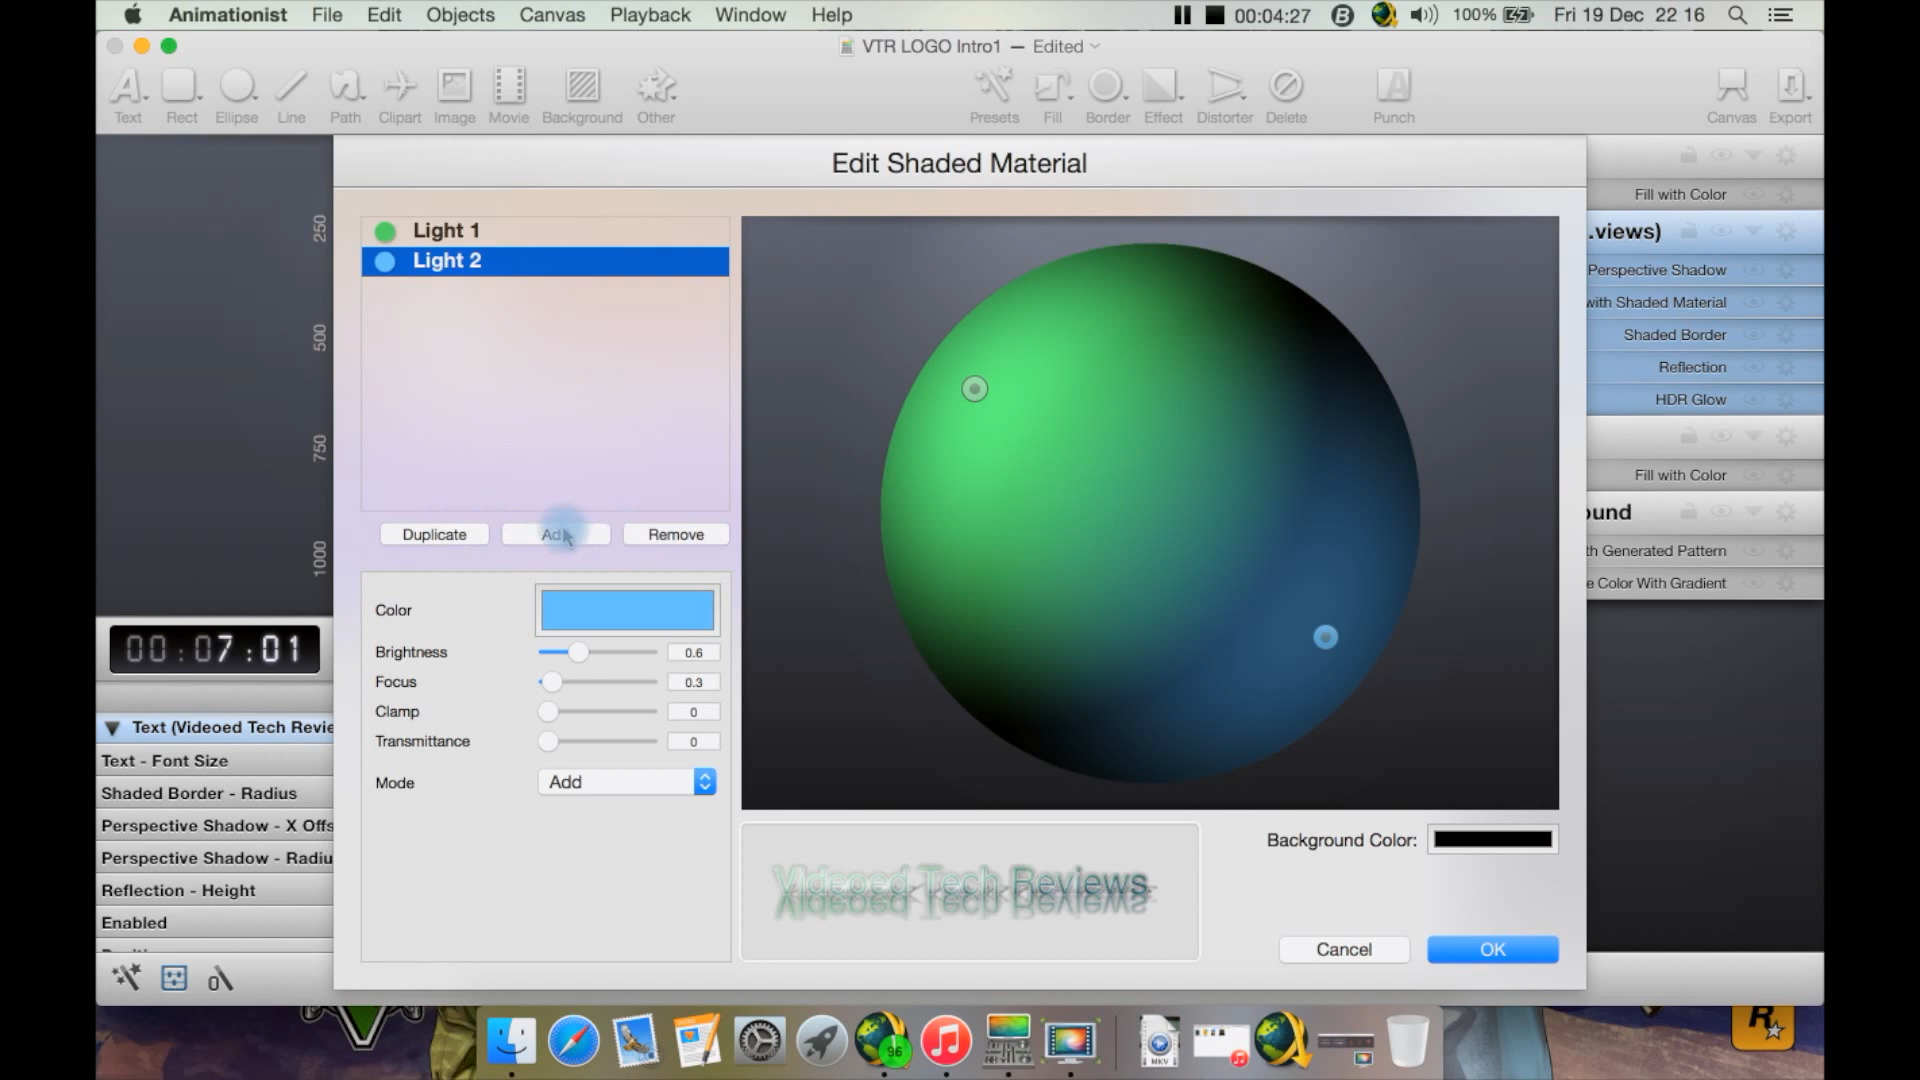 Animationist File Edit Objects Canvas Playback Window Help 00:04:27 100% Fri 19 Dec 22 16
VTR LOGO Intro1 — Edited
Text Rect Ellipse Line Path Clipart Image Movie Background Other Presets Fill Border Effect Distorter Delete Punch Canvas Export
Edit Shaded Material
Light 1
Light 2
Duplicate Add Remove
Color
Brightness 0.6
Focus 0.3
Clamp 0
Transmittance 0
Mode Add
Videoed Tech Reviews
Background Color:
Cancel OK
250
500
750
1000
00:07:01
Text (Videoed Tech Revie
Text - Font Size
Shaded Border - Radius
Perspective Shadow - X Offs
Perspective Shadow - Radiu
Reflection - Height
Enabled
Fill with Color
.views)
Perspective Shadow
with Shaded Material
Shaded Border
Reflection
HDR Glow
Fill with Color
ound
th Generated Pattern
e Color With Gradient
96
MKV
R